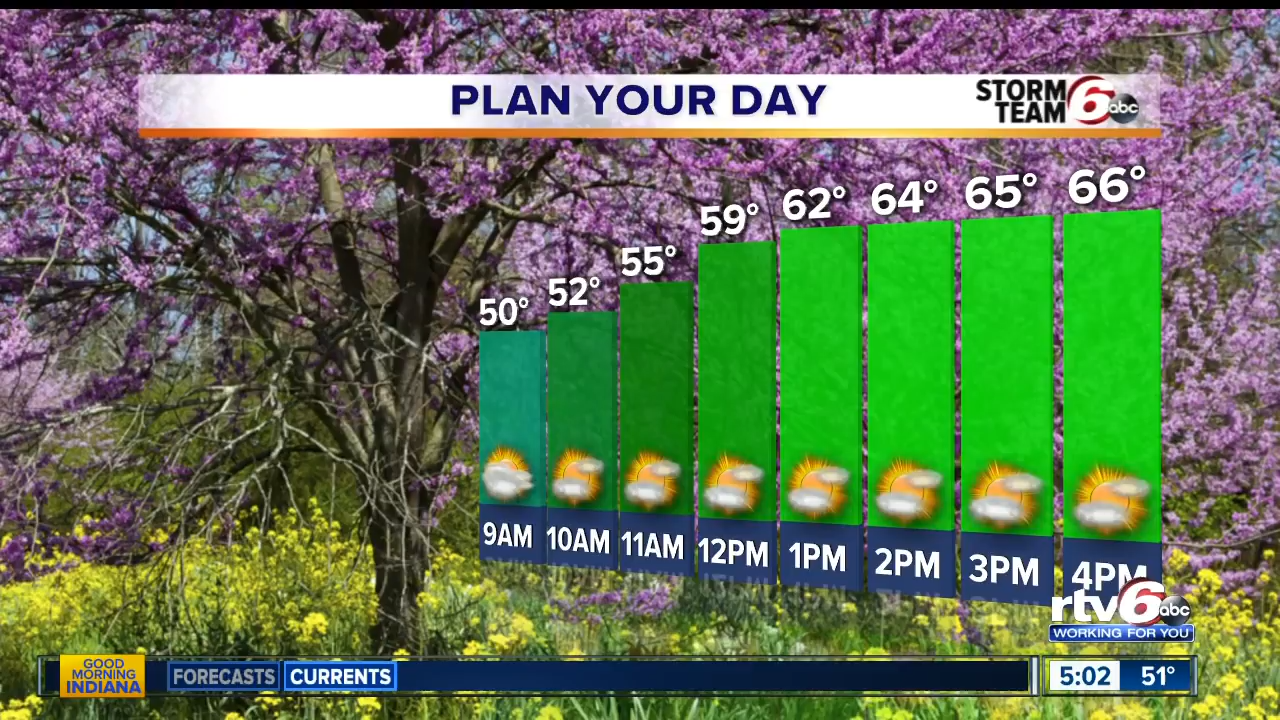 PLAN YOUR DAY
STORM
TEAM 6 abc
50° 52° 55° 59° 62° 64° 65° 66°
9AM 10AM 11AM 12PM 1PM 2PM 3PM 4PM
rtv6 abc
WORKING FOR YOU
GOOD
MORNING
INDIANA
FORECASTS CURRENTS
5:02 51°